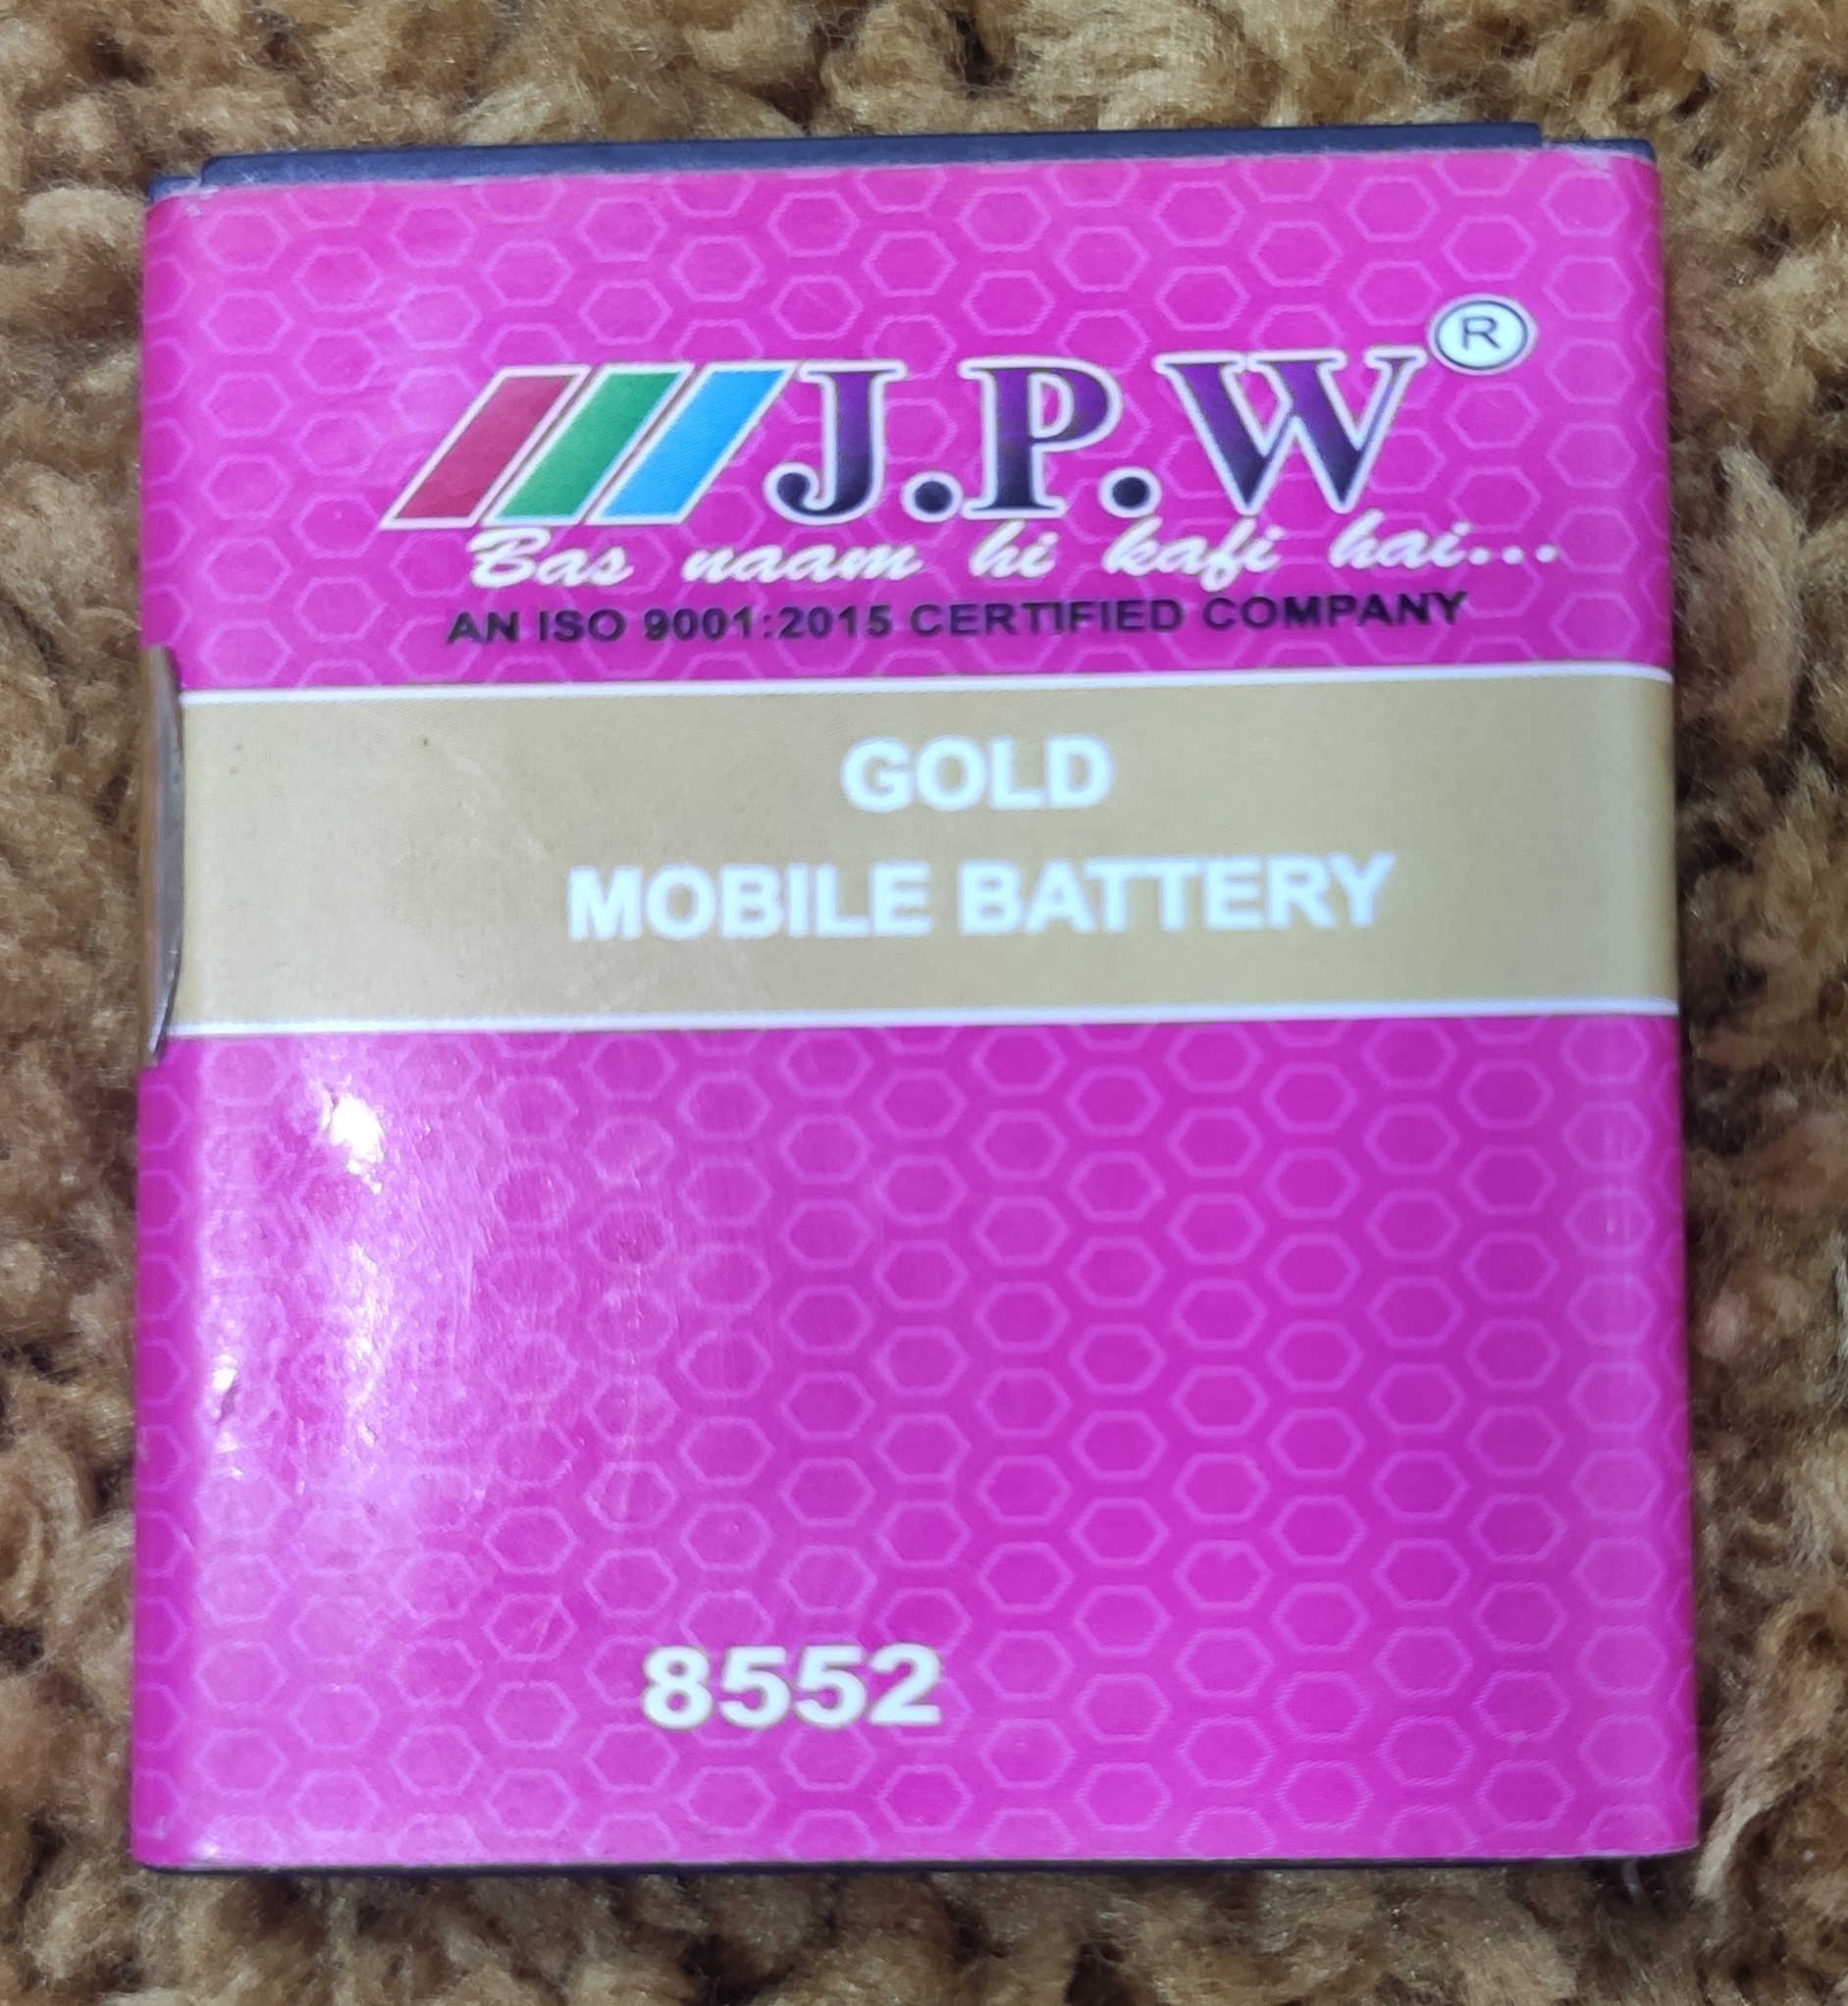 J.P.W ®
Bas naam hi kafi hai...
AN ISO 9001:2015 CERTIFIED COMPANY
GOLD
MOBILE BATTERY
8552